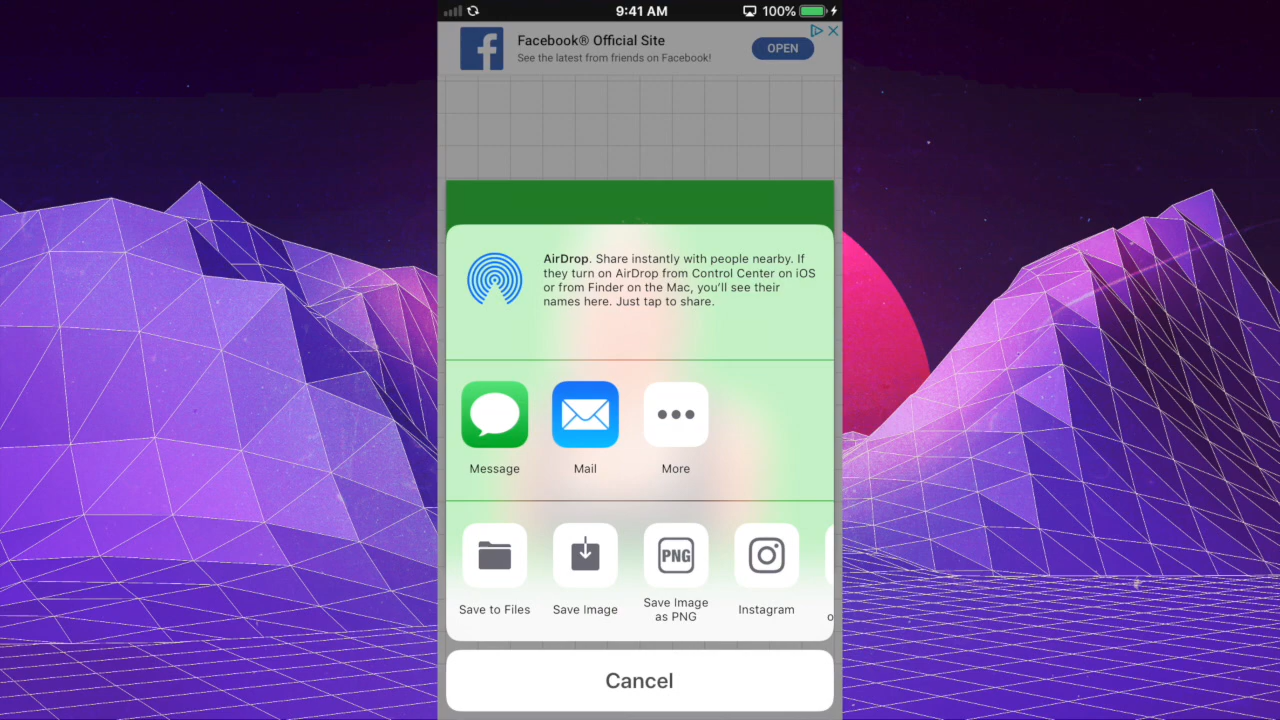 9:41 AM
100%
Facebook® Official Site
See the latest from friends on Facebook!
OPEN
AirDrop. Share instantly with people nearby. If
they turn on AirDrop from Control Center on iOS
or from Finder on the Mac, you’ll see their
names here. Just tap to share.
Message
Mail
More
PNG
Save to Files
Save Image
Save Image
as PNG
Instagram
Cancel